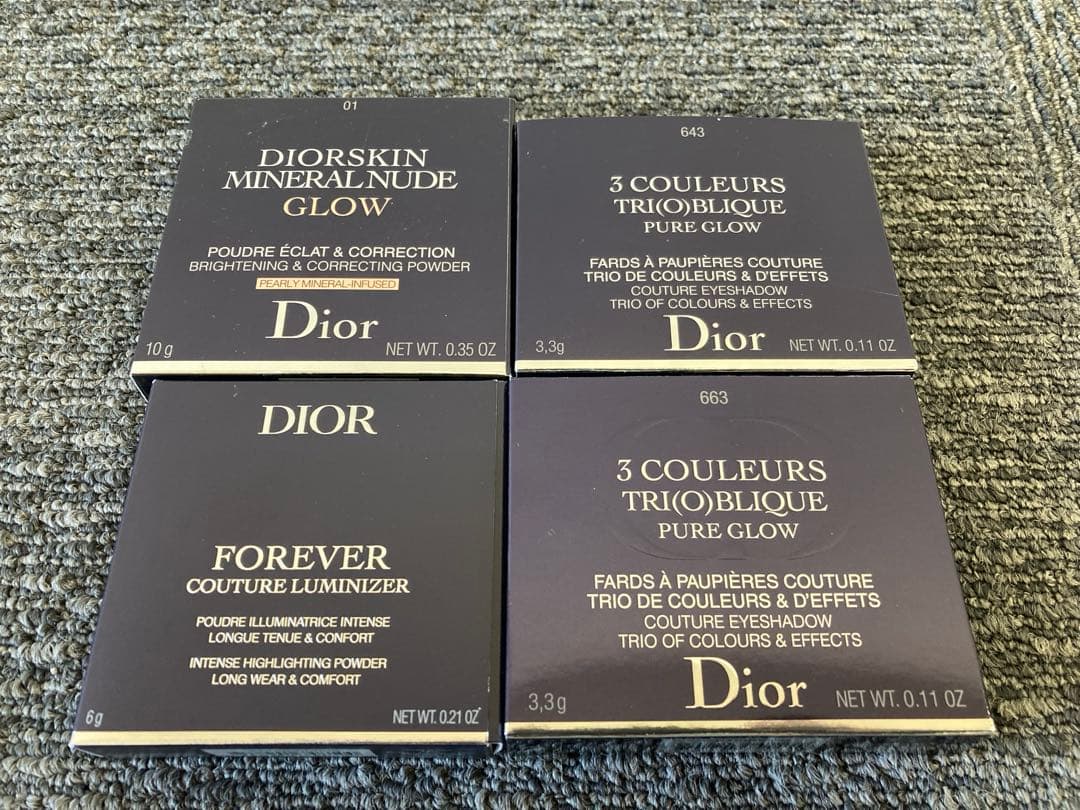 01
DIORSKIN
MINERAL NUDE
GLOW
POUDRE ÉCLAT & CORRECTION
BRIGHTENING & CORRECTING POWDER
PEARLY MINERAL-INFUSED
Dior
10 g
NET WT. 0.35 OZ
643
3 COULEURS
TRI(O)BLIQUE
PURE GLOW
FARDS À PAUPIÈRES COUTURE
TRIO DE COULEURS & D'EFFETS
COUTURE EYESHADOW
TRIO OF COLOURS & EFFECTS
Dior
3,3g
NET WT. 0.11 OZ
DIOR
FOREVER
COUTURE LUMINIZER
POUDRE ILLUMINATRICE INTENSE
LONGUE TENUE & CONFORT
INTENSE HIGHLIGHTING POWDER
LONG WEAR & COMFORT
6 g
NET WT. 0.21 OZ
663
3 COULEURS
TRI(O)BLIQUE
PURE GLOW
FARDS À PAUPIÈRES COUTURE
TRIO DE COULEURS & D'EFFETS
COUTURE EYESHADOW
TRIO OF COLOURS & EFFECTS
Dior
3,3g
NET WT. 0.11 OZ